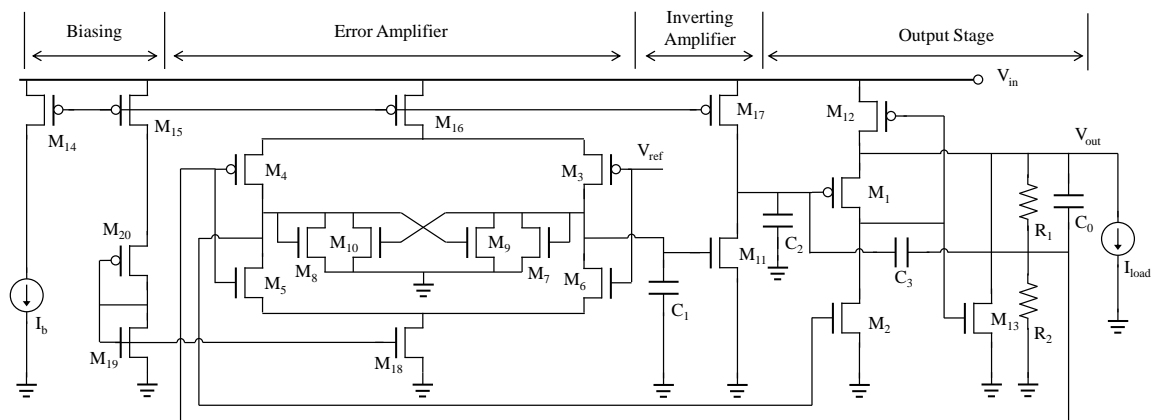 Biasing
Error Amplifier
Inverting
Amplifier
Output Stage
V_in
M_14
M_15
M_16
M_17
M_12
V_out
M_4
M_3
V_ref
M_1
M_20
M_10
M_9
M_8
M_7
M_11
C_2
R_1
C_0
C_3
I_load
M_5
M_6
C_1
I_b
M_2
M_13
R_2
M_19
M_18